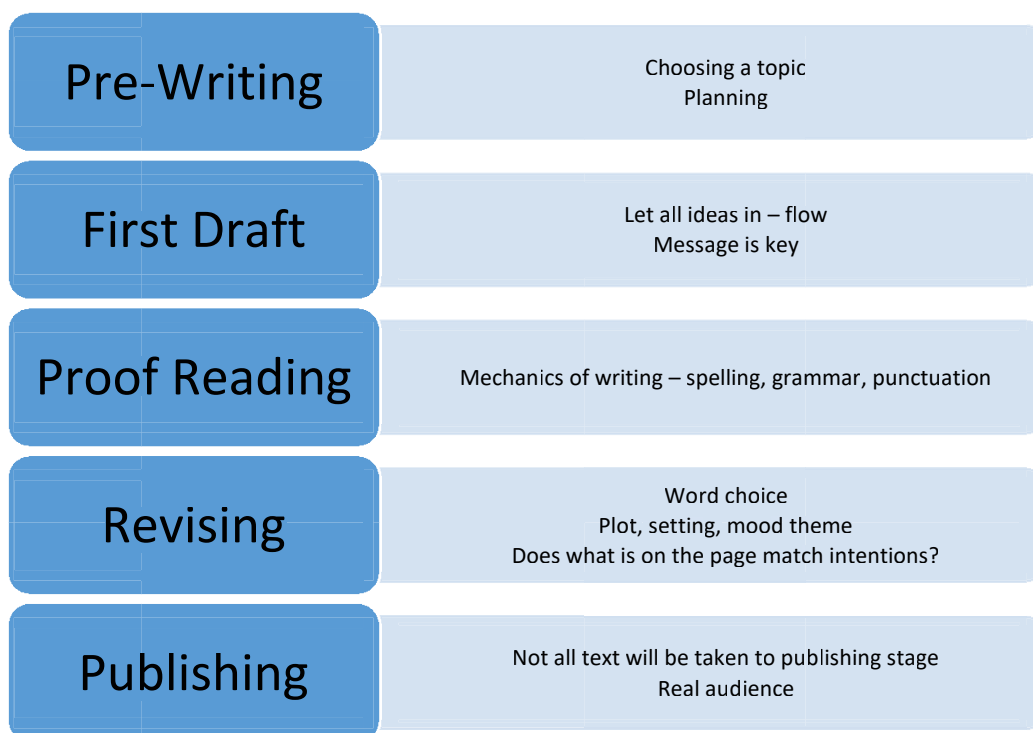 Pre-Writing
Choosing a topic
Planning
First Draft
Let all ideas in – flow
Message is key
Proof Reading
Mechanics of writing – spelling, grammar, punctuation
Revising
Word choice
Plot, setting, mood theme
Does what is on the page match intentions?
Publishing
Not all text will be taken to publishing stage
Real audience